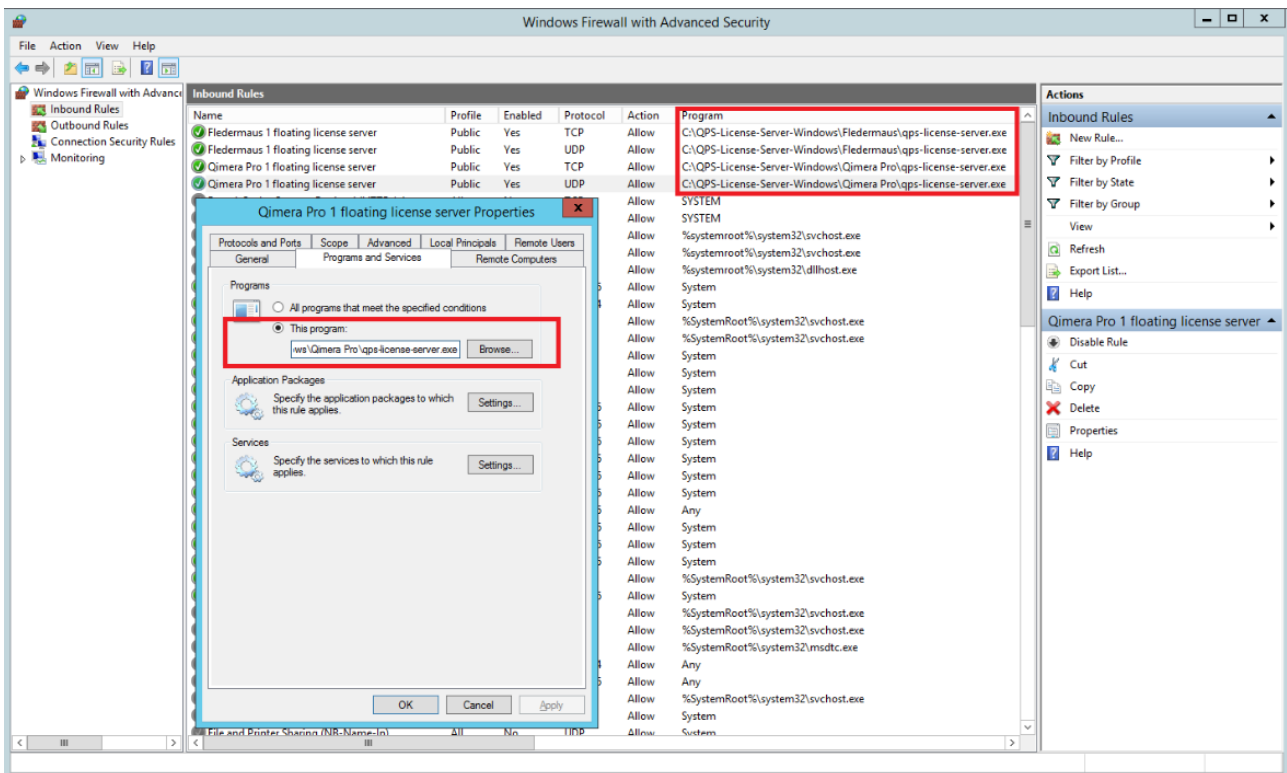 Windows Firewall with Advanced Security
File Action View Help
Windows Firewall with Advance
Inbound Rules
Outbound Rules
Connection Security Rules
Monitoring
Inbound Rules
Name Profile Enabled Protocol Action Program
Fledermaus 1 floating license server Public Yes TCP Allow C:\QPS-License-Server-Windows\Fledermaus\qps-license-server.exe
Fledermaus 1 floating license server Public Yes UDP Allow C:\QPS-License-Server-Windows\Fledermaus\qps-license-server.exe
Qimera Pro 1 floating license server Public Yes TCP Allow C:\QPS-License-Server-Windows\Qimera Pro\qps-license-server.exe
Qimera Pro 1 floating license server Public Yes UDP Allow C:\QPS-License-Server-Windows\Qimera Pro\qps-license-server.exe
SYSTEM
Allow SYSTEM
Allow %systemroot%\system32\svchost.exe
Allow %systemroot%\system32\svchost.exe
Allow %systemroot%\system32\dllhost.exe
Allow System
Allow System
Allow %SystemRoot%\system32\svchost.exe
Allow %SystemRoot%\system32\svchost.exe
Allow System
Allow System
Allow System
Allow System
Allow System
Allow System
Allow System
Allow System
Allow System
Allow Any
Allow System
Allow System
Allow System
Allow %SystemRoot%\system32\svchost.exe
Allow System
Allow %SystemRoot%\system32\svchost.exe
Allow %SystemRoot%\system32\svchost.exe
Allow %SystemRoot%\system32\msdtc.exe
Allow Any
Allow Any
Allow %SystemRoot%\system32\svchost.exe
Allow System
File and Printer Sharing (NB-Name-In) All No UDP Allow System
Qimera Pro 1 floating license server Properties
Protocols and Ports Scope Advanced Local Principals Remote Users
General Programs and Services Remote Computers
Programs
All programs that meet the specified conditions
This program:
ws\Qimera Pro\qps-license-server.exe Browse...
Application Packages
Specify the application packages to which
this rule applies.
Settings...
Services
Specify the services to which this rule
applies.
Settings...
OK Cancel Apply
Actions
Inbound Rules
New Rule...
Filter by Profile
Filter by State
Filter by Group
View
Refresh
Export List...
Help
Qimera Pro 1 floating license server
Disable Rule
Cut
Copy
Delete
Properties
Help